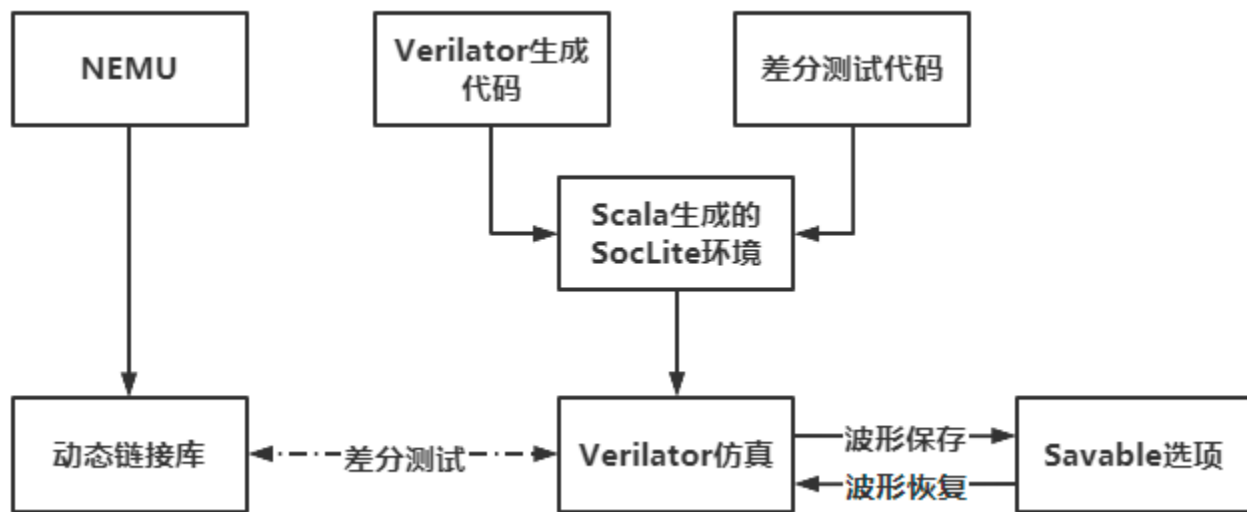 NEMU
Verilator生成
代码
差分测试代码
Scala生成的
SocLite环境
动态链接库
差分测试
Verilator仿真
波形保存
波形恢复
Savable选项